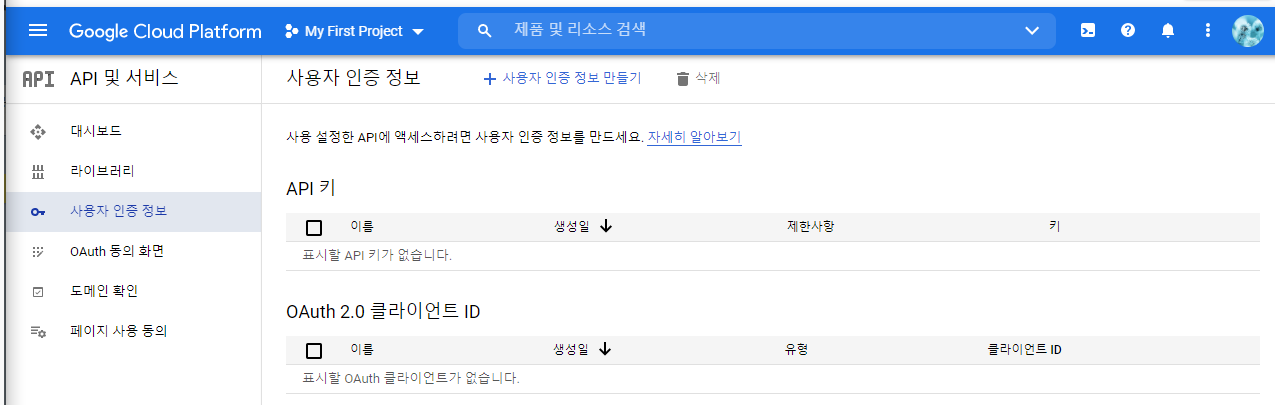 Google Cloud Platform My First Project 제품 및 리소스 검색
API API 및 서비스
사용자 인증 정보 + 사용자 인증 정보 만들기 삭제
대시보드
라이브러리
사용자 인증 정보
OAuth 동의 화면
도메인 확인
페이지 사용 동의
사용 설정한 API에 액세스하려면 사용자 인증 정보를 만드세요. 자세히 알아보기
API 키
이름 생성일 제한사항 키
표시할 API 키가 없습니다.
OAuth 2.0 클라이언트 ID
이름 생성일 유형 클라이언트 ID
표시할 OAuth 클라이언트가 없습니다.